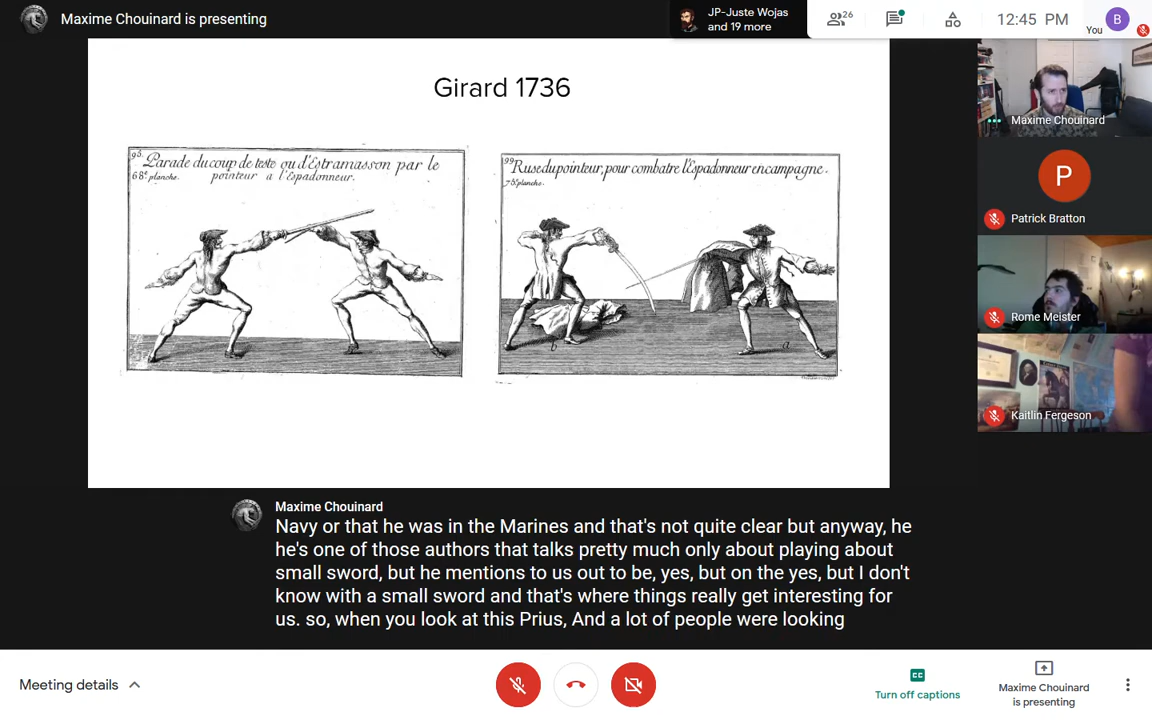 Maxime Chouinard is presenting
JP-Juste Wojas
and 19 more
26
12:45 PM
You
B
Girard 1736
95. Parade du coup de teste ou d'Estramasson par le
68.e planche. pointeur a l'Espadonneur.
99 Ruse du pointeur, pour combatre l'Espadonneur en campagne.
planche.
b
a
Maxime Chouinard
P
Patrick Bratton
Rome Meister
Kaitlin Fergeson
Maxime Chouinard
Navy or that he was in the Marines and that's not quite clear but anyway, he
he's one of those authors that talks pretty much only about playing about
small sword, but he mentions to us out to be, yes, but on the yes, but I don't
know with a small sword and that's where things really get interesting for
us. so, when you look at this Prius, And a lot of people were looking
Meeting details
CC
Turn off captions
Maxime Chouinard
is presenting